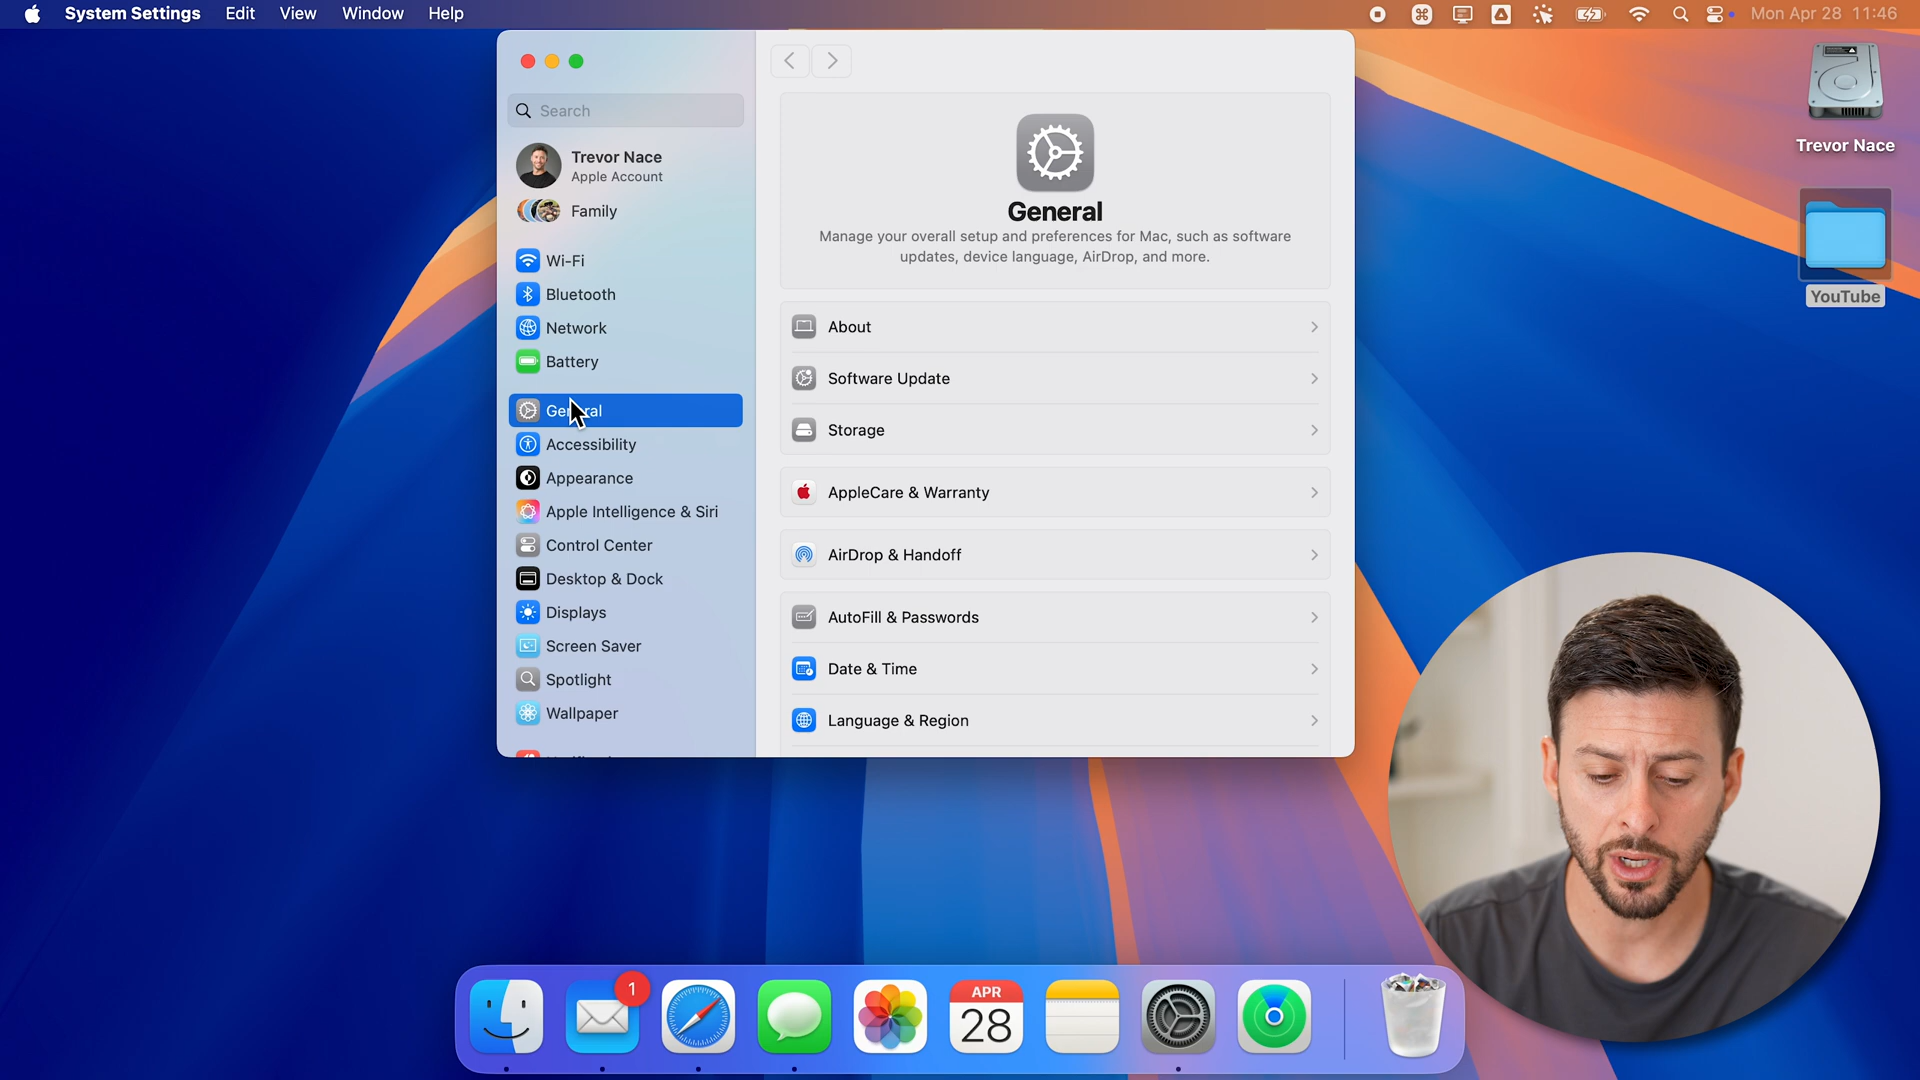 System Settings Edit View Window Help
Mon Apr 28 11:46
Search
Trevor Nace
Apple Account
Family
Wi-Fi
Bluetooth
Network
Battery
General
Accessibility
Appearance
Apple Intelligence & Siri
Control Center
Desktop & Dock
Displays
Screen Saver
Spotlight
Wallpaper
General
Manage your overall setup and preferences for Mac, such as software
updates, device language, AirDrop, and more.
About
Software Update
Storage
AppleCare & Warranty
AirDrop & Handoff
AutoFill & Passwords
Date & Time
Language & Region
Trevor Nace
YouTube
1
APR
28